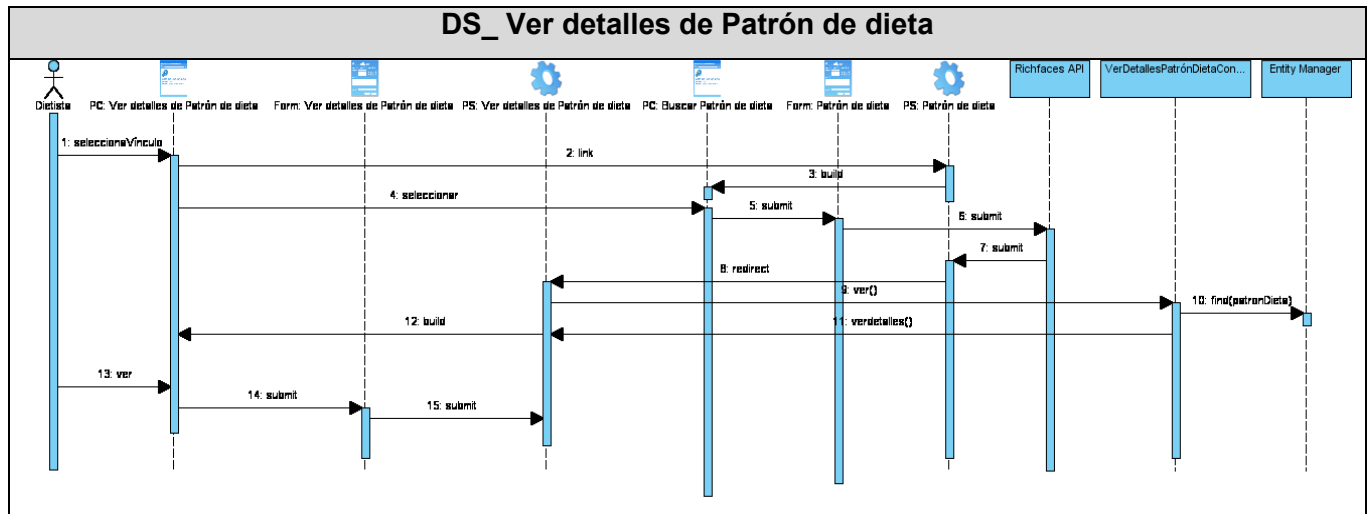 DS_ Ver detalles de Patrón de dieta
Richfaces API
VerDetallesPatrónDietaCon...
Entity Manager
Dietista
PC: Ver detalles de Patrón de dieta
Form: Ver detalles de Patrón de dieta
PS: Ver detalles de Patrón de dieta
PC: Buscar Patrón de dieta
Form: Patrón de dieta
PS: Patrón de dieta
1: seleccionaVínculo
2: link
3: build
4: seleccionar
5: submit
6: submit
7: submit
8: redirect
9: ver()
10: find(patronDieta)
12: build
11: verdetalles()
13: ver
14: submit
15: submit